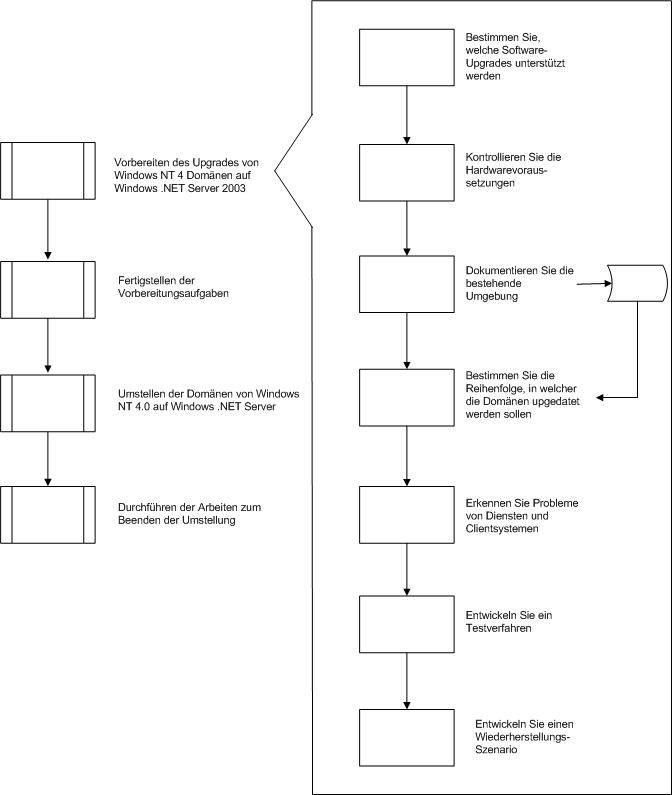 Vorbereiten des Upgrades von
Windows NT 4 Domänen auf
Windows .NET Server 2003
Fertigstellen der
Vorbereitungsaufgaben
Umstellen der Domänen von Windows
NT 4.0 auf Windows .NET Server
Durchführen der Arbeiten zum
Beenden der Umstellung
Bestimmen Sie,
welche Software-
Upgrades unterstützt
werden
Kontrollieren Sie die
Hardwarevoraus-
setzungen
Dokumentieren Sie die
bestehende
Umgebung
Bestimmen Sie die
Reihenfolge, in welcher
die Domänen upgedatet
werden sollen
Erkennen Sie Probleme
von Diensten und
Clientsystemen
Entwickeln Sie ein
Testverfahren
Entwickeln Sie einen
Wiederherstellungs-
Szenario